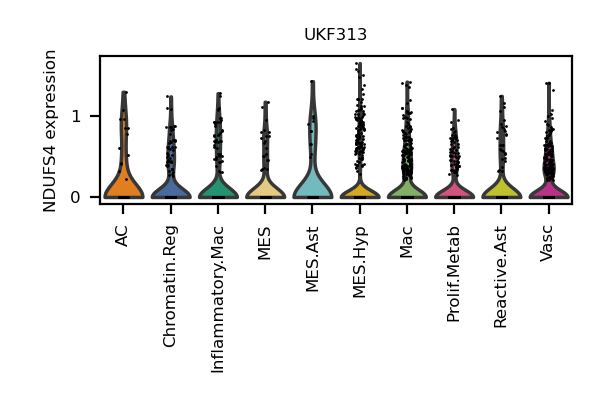 UKF313
NDUFS4 expression
1
0
AC
Chromatin.Reg
Inflammatory.Mac
MES
MES.Ast
MES.Hyp
Mac
Prolif.Metab
Reactive.Ast
Vasc